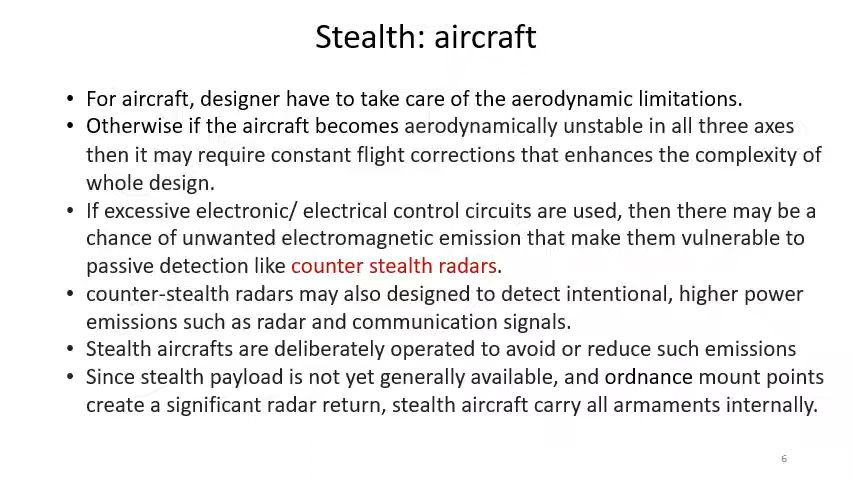 Stealth: aircraft
• For aircraft, designer have to take care of the aerodynamic limitations.
• Otherwise if the aircraft becomes aerodynamically unstable in all three axes
then it may require constant flight corrections that enhances the complexity of
whole design.
• If excessive electronic/ electrical control circuits are used, then there may be a
chance of unwanted electromagnetic emission that make them vulnerable to
passive detection like counter stealth radars.
• counter-stealth radars may also designed to detect intentional, higher power
emissions such as radar and communication signals.
• Stealth aircrafts are deliberately operated to avoid or reduce such emissions
• Since stealth payload is not yet generally available, and ordnance mount points
create a significant radar return, stealth aircraft carry all armaments internally.
6